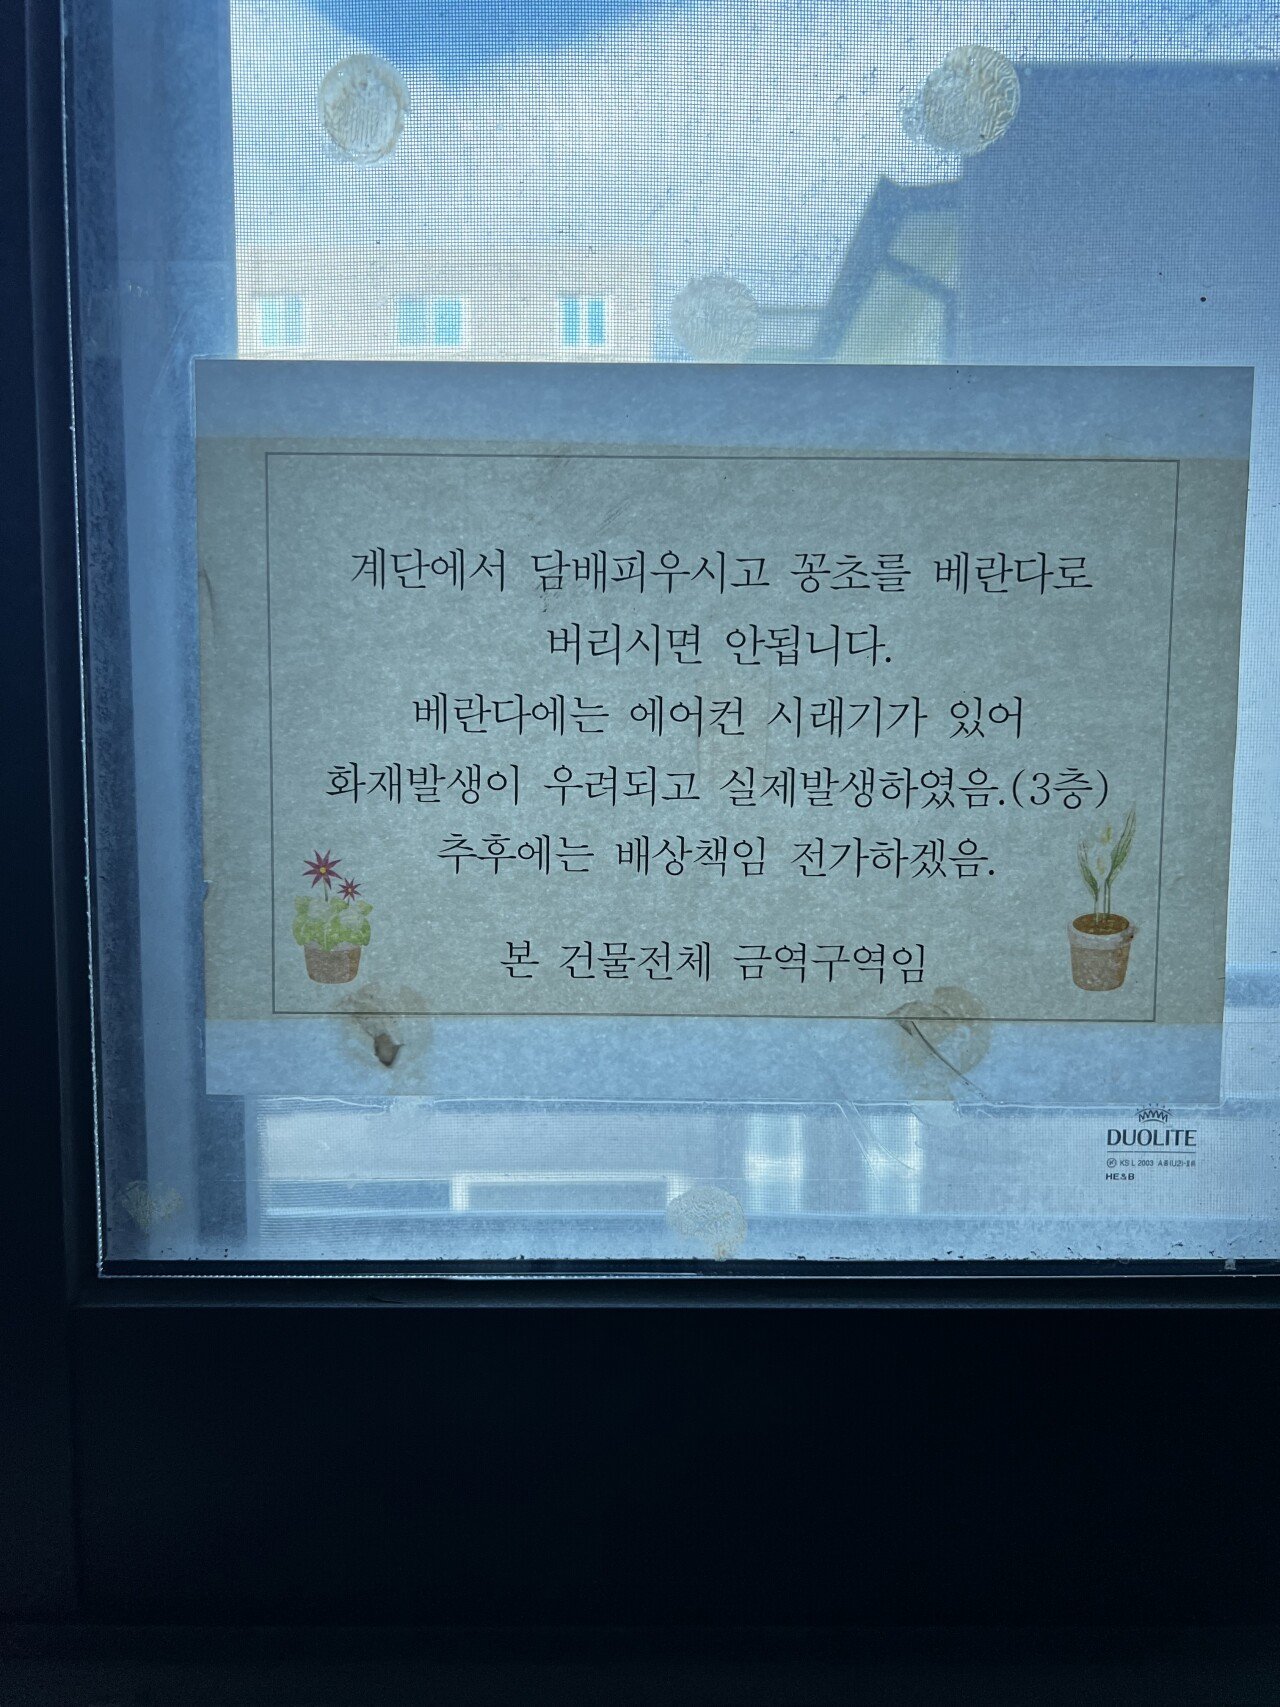 계단에서 담배피우시고 꽁초를 베란다로
버리시면 안됩니다.
베란다에는 에어컨 시래기가 있어
화재발생이 우려되고 실제발생하였음.(3층)
추후에는 배상책임 전가하겠음.
본 건물전체 금역구역임
DUOLITE
KS L 2003
HE&B